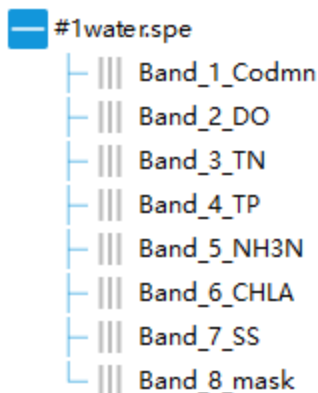 #1water.spe
Band_1_Codmn
Band_2_DO
Band_3_TN
Band_4_TP
Band_5_NH3N
Band_6_CHLA
Band_7_SS
Band_8_mask